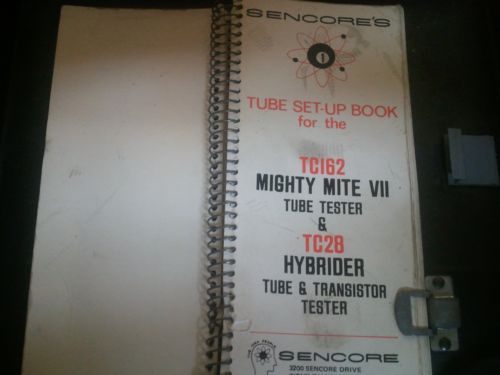 SENCORE'S
1
TUBE SET-UP BOOK
for the
TC162
MIGHTY MITE VII
TUBE TESTER
&
TC28
HYBRIDER
TUBE & TRANSISTOR
TESTER
SENCORE
3200 SENCORE DRIVE